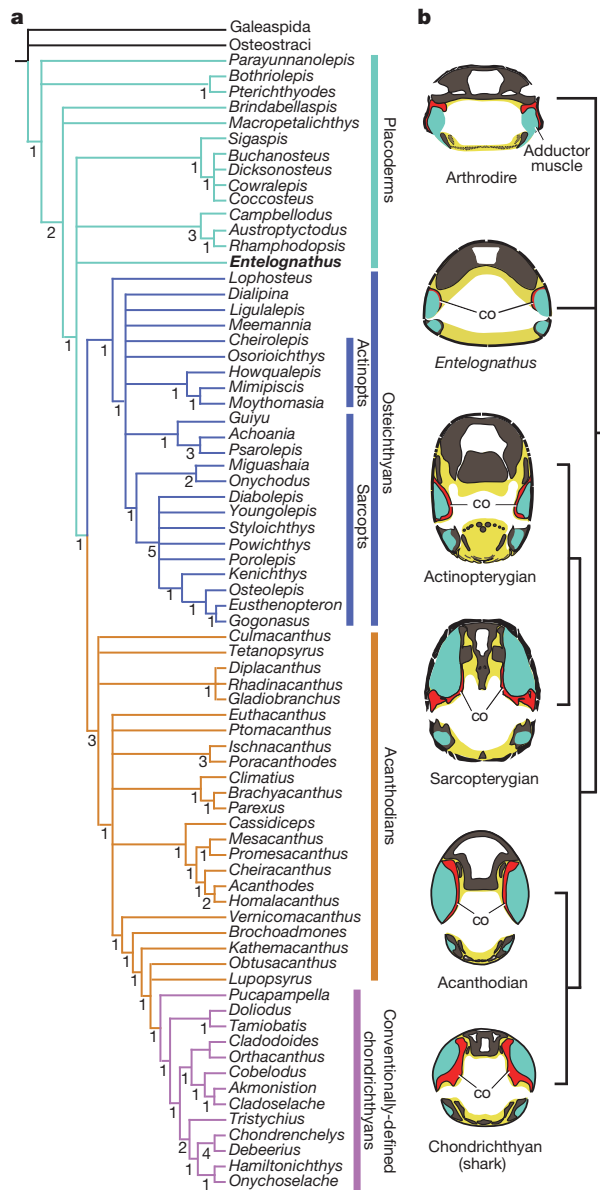 a
Galeaspida
Osteostraci
Parayunnanolepis
Bothriolepis
Pterichthyodes
1
Brindabellaspis
Macropetalichthys
1
Sigaspis
Buchanosteus
1
Dicksonosteus
1
Cowralepis
Coccosteus
Campbellodus
2
Austroptyctodus
3
Rhamphodopsis
1
Entelognathus
Placoderms
Lophosteus
Dialipina
Ligulalepis
Meemannia
1
Cheirolepis
1
Osorioichthys
Howqualepis
Mimipiscis
1
1
Moythomasia
1
Actinopts
Guiyu
Achoania
1
Psarolepis
3
Miguashaia
Onychodus
2
Diabolepis
1
Youngolepis
Styloichthys
1
Powichthys
5
Porolepis
Kenichthys
Osteolepis
1
Eusthenopteron
1
Gogonasus
1
Sarcopts
Osteichthyans
Culmacanthus
Tetanopsyrus
Diplacanthus
Rhadinacanthus
Gladiobranchus
1
Euthacanthus
3
Ptomacanthus
Ischnacanthus
Poracanthodes
3
Climatius
Brachyacanthus
1
Parexus
1
Cassidiceps
1
Mesacanthus
Promesacanthus
1
1
Cheiracanthus
1
Acanthodes
1
Homalacanthus
2
Vernicomacanthus
Brochoadmones
1
Kathemacanthus
1
Obtusacanthus
1
Lupopsyrus
1
Acanthodians
Pucapampella
1
Doliodus
Tamiobatis
1
1
Cladodoides
Orthacanthus
1
Cobelodus
1
Akmonistion
1
Cladoselache
1
Tristychius
1
Chondrenchelys
2
Debeerius
4
Hamiltonichthys
1
Onychoselache
1
Conventionally-defined
chondrichthyans
b
Adductor
muscle
Arthrodire
co
Entelognathus
co
Actinopterygian
co
Sarcopterygian
co
Acanthodian
co
Chondrichthyan
(shark)